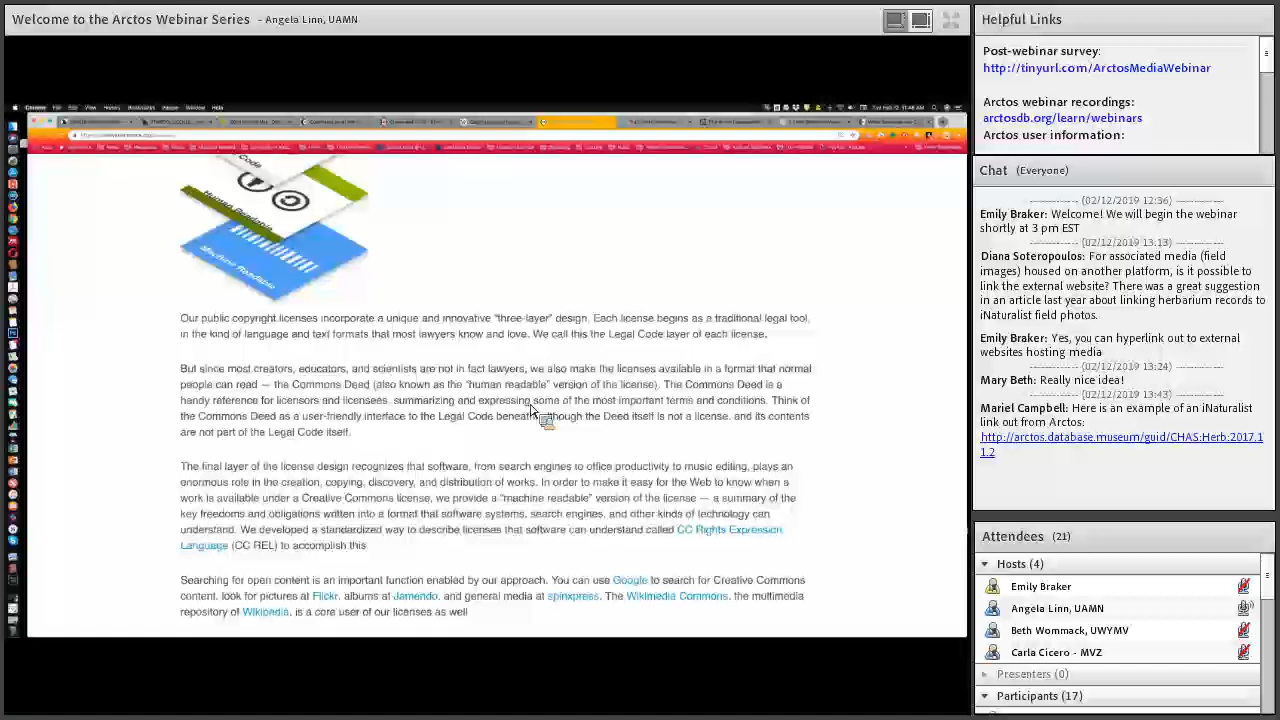 Welcome to the Arctos Webinar Series - Angela Linn, UAMN
Chrome File Edit View History Bookmarks People Window Help
Tue Feb 12 11:48 AM
Code
Human Readable
Machine Readable
Our public copyright licenses incorporate a unique and innovative “three-layer” design. Each license begins as a traditional legal tool,
in the kind of language and text formats that most lawyers know and love. We call this the Legal Code layer of each license.
But since most creators, educators, and scientists are not in fact lawyers, we also make the licenses available in a format that normal
people can read — the Commons Deed (also known as the “human readable” version of the license). The Commons Deed is a
handy reference for licensors and licensees, summarizing and expressing some of the most important terms and conditions. Think of
the Commons Deed as a user-friendly interface to the Legal Code beneath, although the Deed itself is not a license, and its contents
are not part of the Legal Code itself.
The final layer of the license design recognizes that software, from search engines to office productivity to music editing, plays an
enormous role in the creation, copying, discovery, and distribution of works. In order to make it easy for the Web to know when a
work is available under a Creative Commons license, we provide a “machine readable” version of the license — a summary of the
key freedoms and obligations written into a format that software systems, search engines, and other kinds of technology can
understand. We developed a standardized way to describe licenses that software can understand called CC Rights Expression
Language (CC REL) to accomplish this
Searching for open content is an important function enabled by our approach. You can use Google to search for Creative Commons
content, look for pictures at Flickr, albums at Jamendo, and general media at spinxpress. The Wikimedia Commons, the multimedia
repository of Wikipedia, is a core user of our licenses as well
Helpful Links
Post-webinar survey:
http://tinyurl.com/ArctosMediaWebinar
Arctos webinar recordings:
arctosdb.org/learn/webinars
Arctos user information:
Chat (Everyone)
(02/12/2019 12:36)
Emily Braker: Welcome! We will begin the webinar
shortly at 3 pm EST
(02/12/2019 13:13)
Diana Soteropoulos: For associated media (field
images) housed on another platform, is it possible to
link the external website? There was a great suggestion
in an article last year about linking herbarium records to
iNaturalist field photos.
Emily Braker: Yes, you can hyperlink out to external
websites hosting media
(02/12/2019 13:24)
Mary Beth: Really nice idea!
(02/12/2019 13:43)
Mariel Campbell: Here is an example of an iNaturalist
link out from Arctos:
http://arctos.database.museum/guid/CHAS:Herb:2017.1
1.2
Attendees (21)
Hosts (4)
Emily Braker
Angela Linn, UAMN
Beth Wommack, UWYMV
Carla Cicero - MVZ
Presenters (0)
Participants (17)